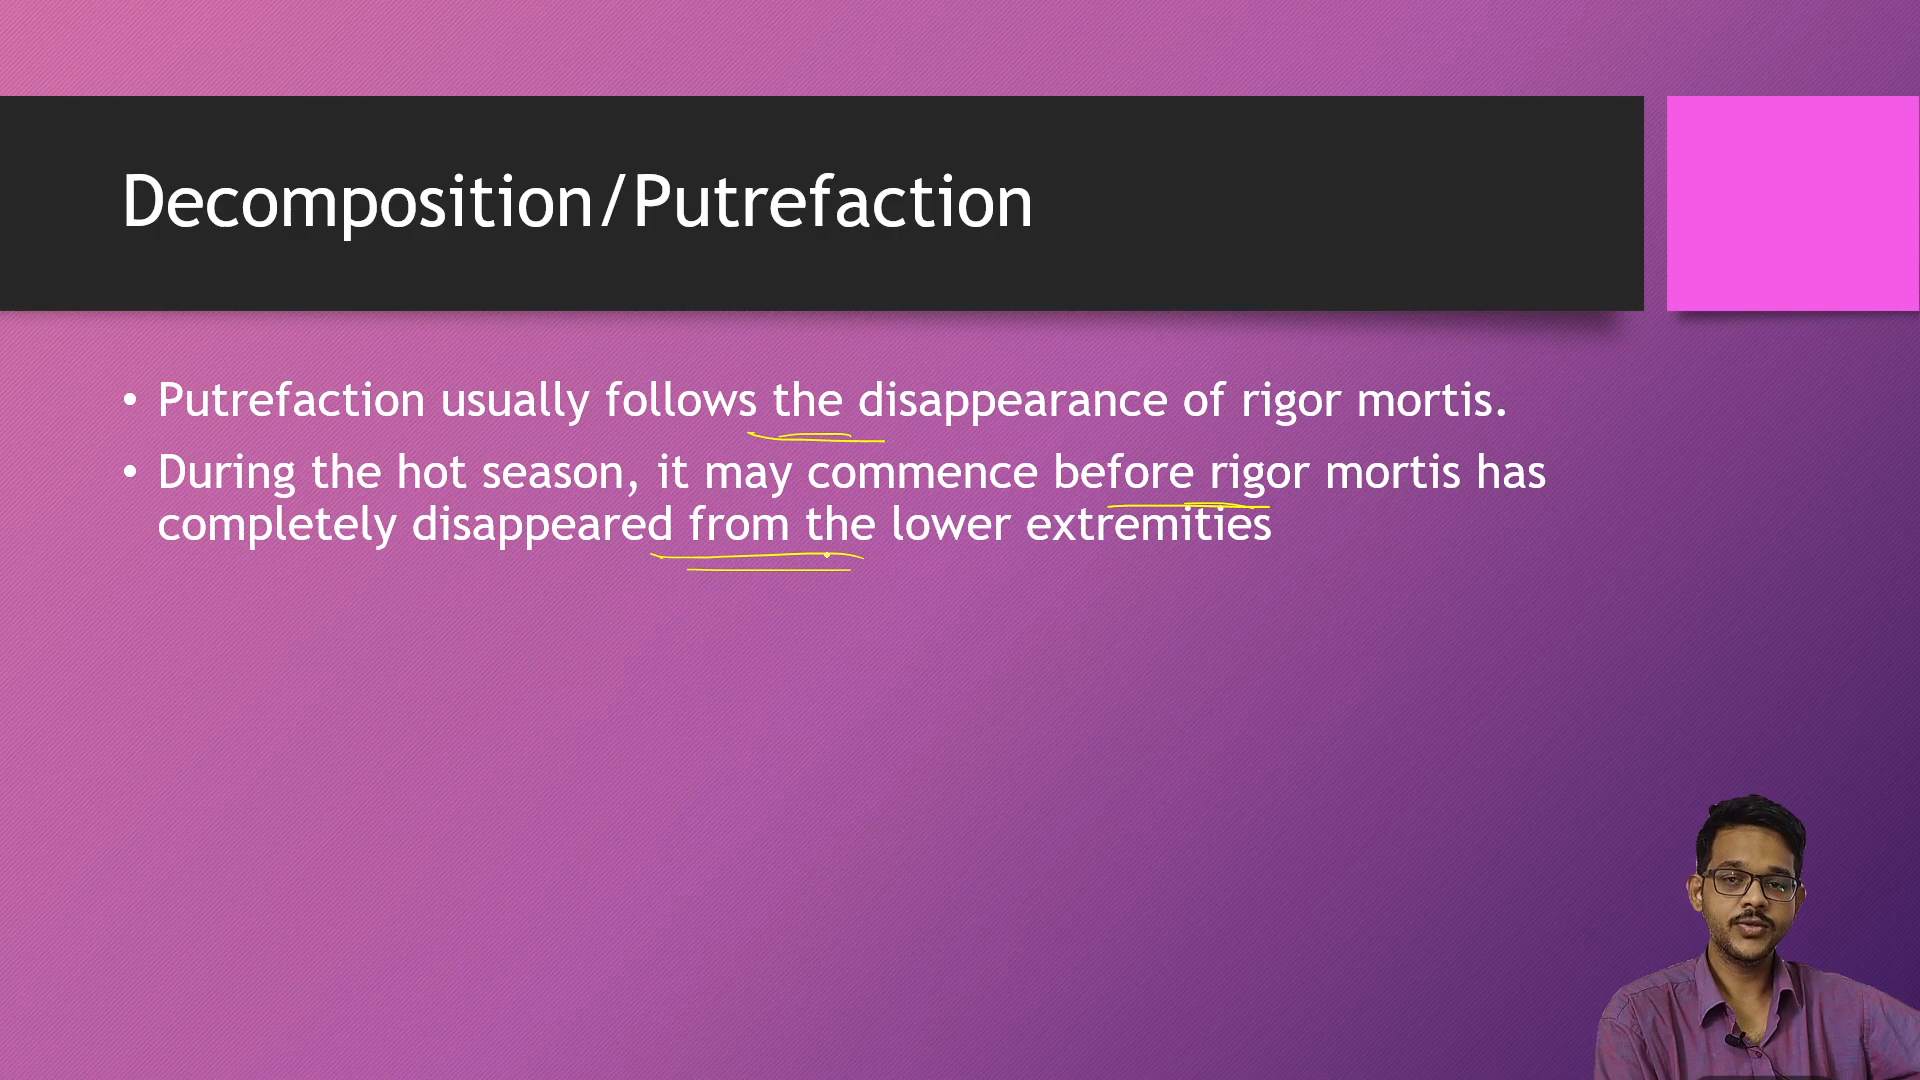 Decomposition/Putrefaction
• Putrefaction usually follows the disappearance of rigor mortis.
• During the hot season, it may commence before rigor mortis has
completely disappeared from the lower extremities